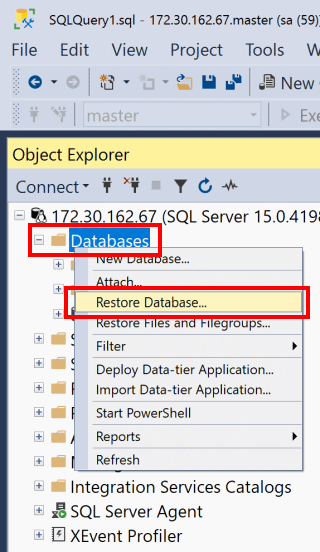 SQLQuery1.sql - 172.30.162.67.master (sa (59))
File Edit View Project Tools
New
master
Exe
Object Explorer
Connect
172.30.162.67 (SQL Server 15.0.4198
Databases
New Database...
Attach...
Restore Database...
Restore Files and Filegroups...
Filter
Deploy Data-tier Application...
Import Data-tier Application...
Start PowerShell
Reports
Refresh
Integration Services Catalogs
SQL Server Agent
XEvent Profiler